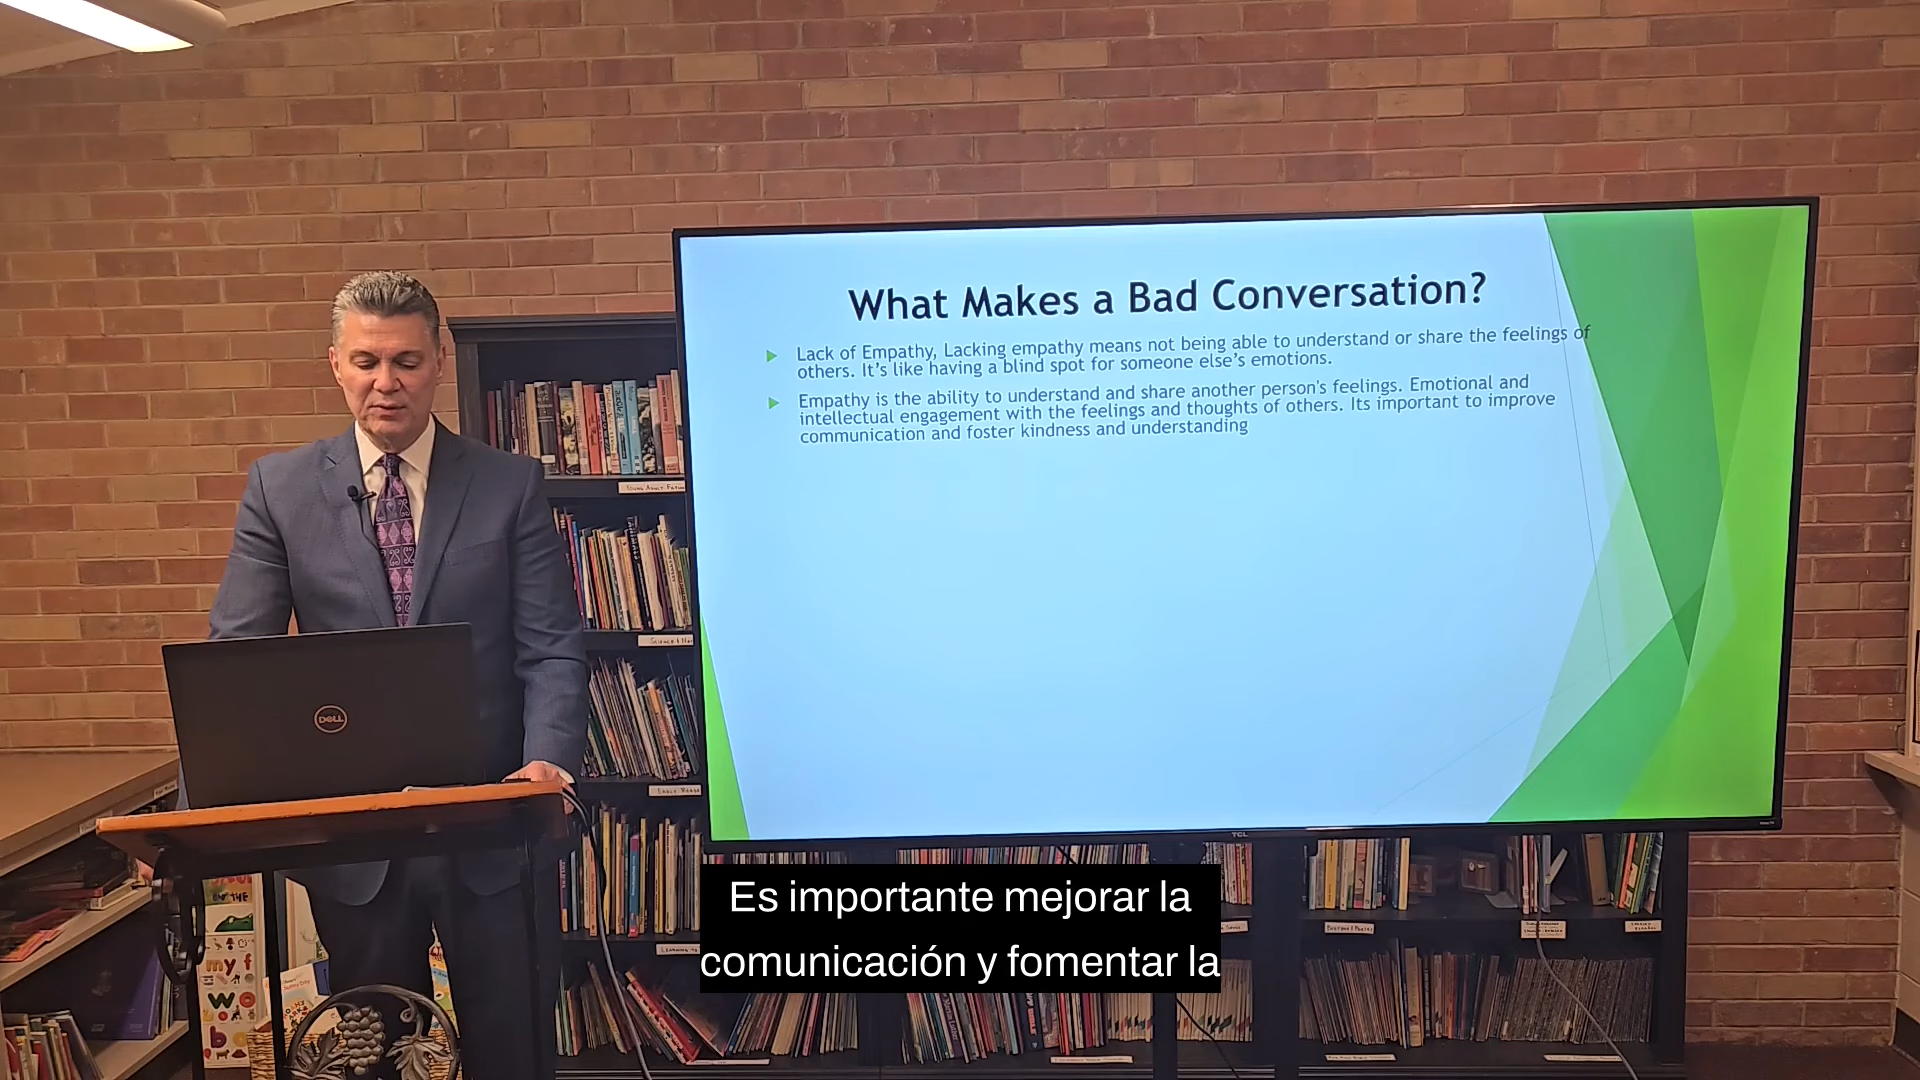 What Makes a Bad Conversation?
Lack of Empathy, Lacking empathy means not being able to understand or share the feelings of
others. It's like having a blind spot for someone else's emotions.
Empathy is the ability to understand and share another person's feelings. Emotional and
intellectual engagement with the feelings and thoughts of others. Its important to improve
communication and foster kindness and understanding
DELL
TCL
Es importante mejorar la
comunicación y fomentar la